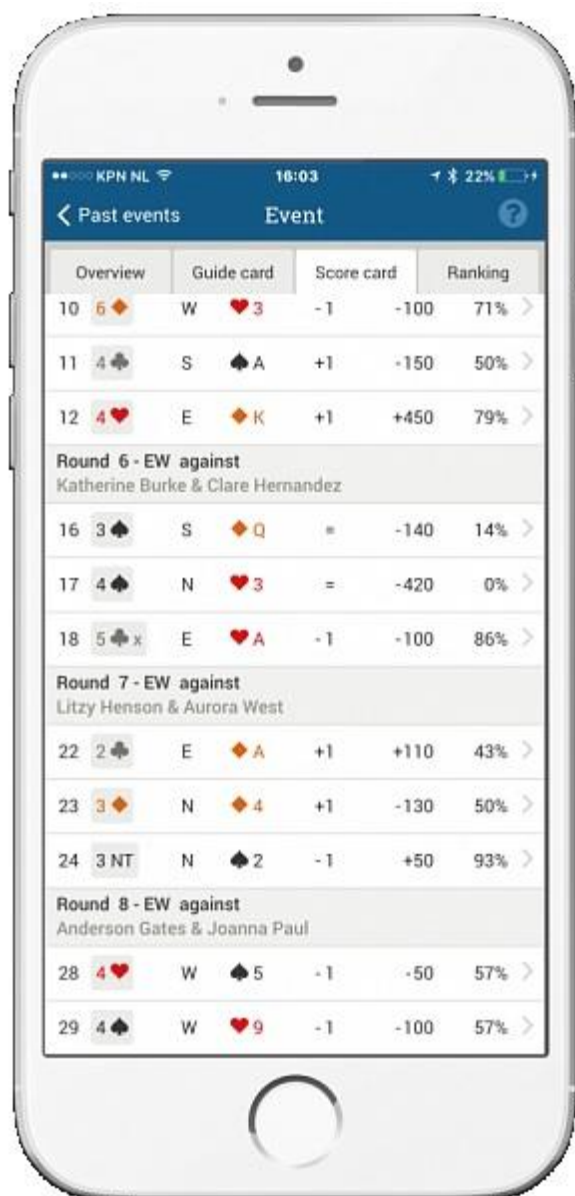 KPN NL 16:03 22%
Past events Event ?
Overview Guide card Score card Ranking
10 6♦ W ♥3 -1 -100 71%
11 4♣ S ♠A +1 -150 50%
12 4♥ E ♦K +1 +450 79%
Round 6 - EW against
Katherine Burke & Clare Hernandez
16 3♠ S ♦Q = -140 14%
17 4♠ N ♥3 = -420 0%
18 5♣x E ♥A -1 -100 86%
Round 7 - EW against
Litzy Henson & Aurora West
22 2♣ E ♦A +1 +110 43%
23 3♦ N ♦4 +1 -130 50%
24 3 NT N ♠2 -1 +50 93%
Round 8 - EW against
Anderson Gates & Joanna Paul
28 4♥ W ♠5 -1 -50 57%
29 4♠ W ♥9 -1 -100 57%